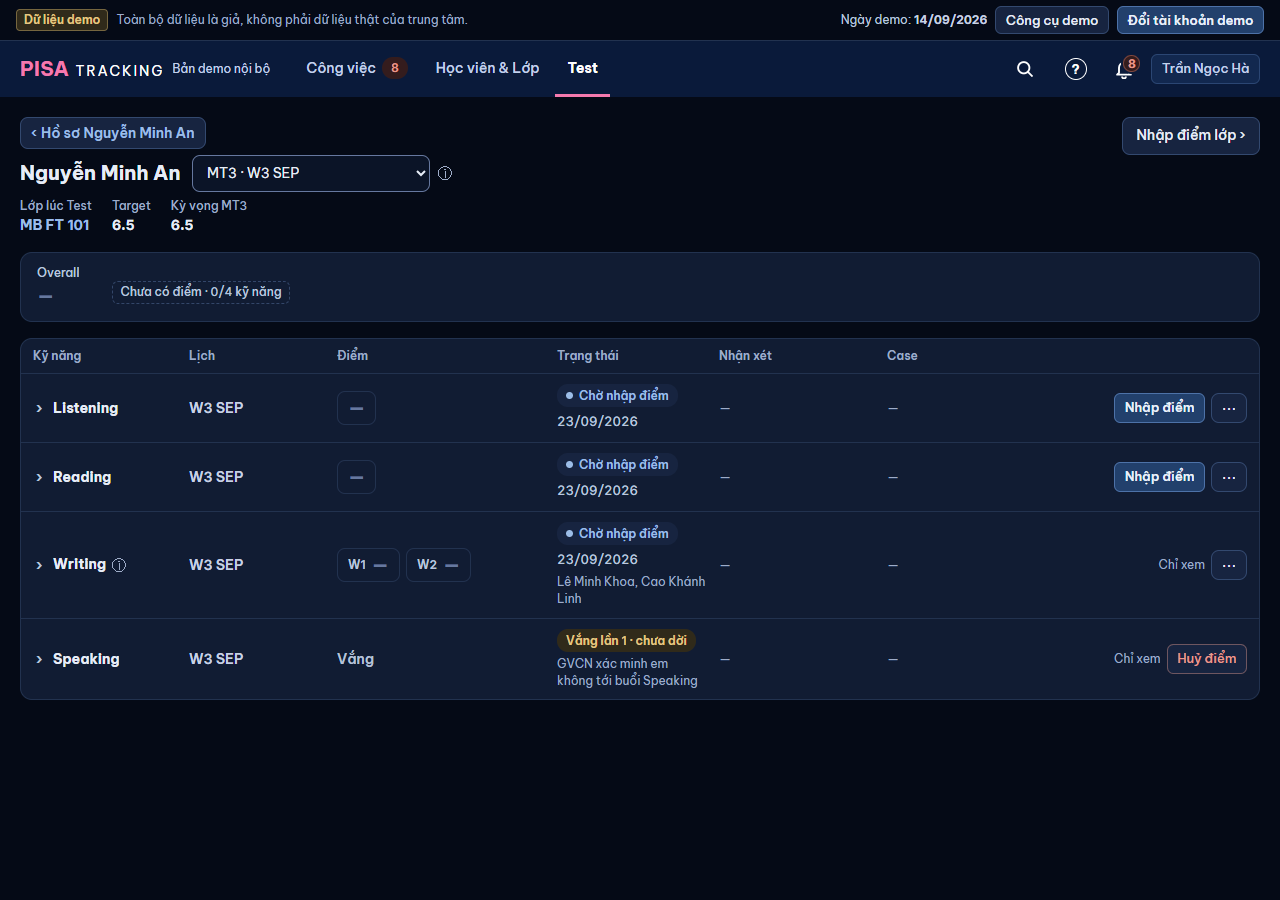 Dữ liệu demo Toàn bộ dữ liệu là giả, không phải dữ liệu thật của trung tâm. Ngày demo: 14/09/2026 Công cụ demo Đổi tài khoản demo
PISA TRACKING Bản demo nội bộ Công việc 8 Học viên & Lớp Test ? 8 Trần Ngọc Hà
‹ Hồ sơ Nguyễn Minh An Nhập điểm lớp ›
Nguyễn Minh An MT3 · W3 SEP ⓘ
Lớp lúc Test Target Kỳ vọng MT3
MB FT 101 6.5 6.5
Overall
— Chưa có điểm · 0/4 kỹ năng
Kỹ năng Lịch Điểm Trạng thái Nhận xét Case
› Listening W3 SEP — Chờ nhập điểm — — Nhập điểm ...
23/09/2026
› Reading W3 SEP — Chờ nhập điểm — — Nhập điểm ...
23/09/2026
› Writing ⓘ W3 SEP W1 — W2 — Chờ nhập điểm — — Chỉ xem ...
23/09/2026
Lê Minh Khoa, Cao Khánh
Linh
› Speaking W3 SEP Vắng Vắng lần 1 · chưa dời — — Chỉ xem Huỷ điểm
GVCN xác minh em
không tới buổi Speaking